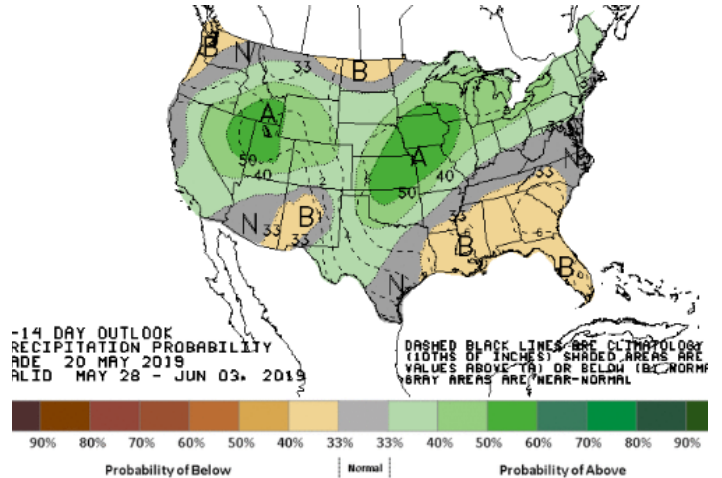 B N 33 B
A A
50 40 50 40
33
B N 33 33
N 33 33 N
B B 6
-14 DAY OUTLOOK
RECIPITATION PROBABILITY
ADE 20 MAY 2019
ALID MAY 28 - JUN 03, 2019
DASHED BLACK LINES ARE CLIMATOLOGY
(10THS OF INCHES) SHADED AREAS ARE
VALUES ABOVE (A) OR BELOW (B) NORMA
GRAY AREAS ARE NEAR-NORMAL
90% 80% 70% 60% 50% 40% 33% 33% 40% 50% 60% 70% 80% 90%
Probability of Below Normal Probability of Above